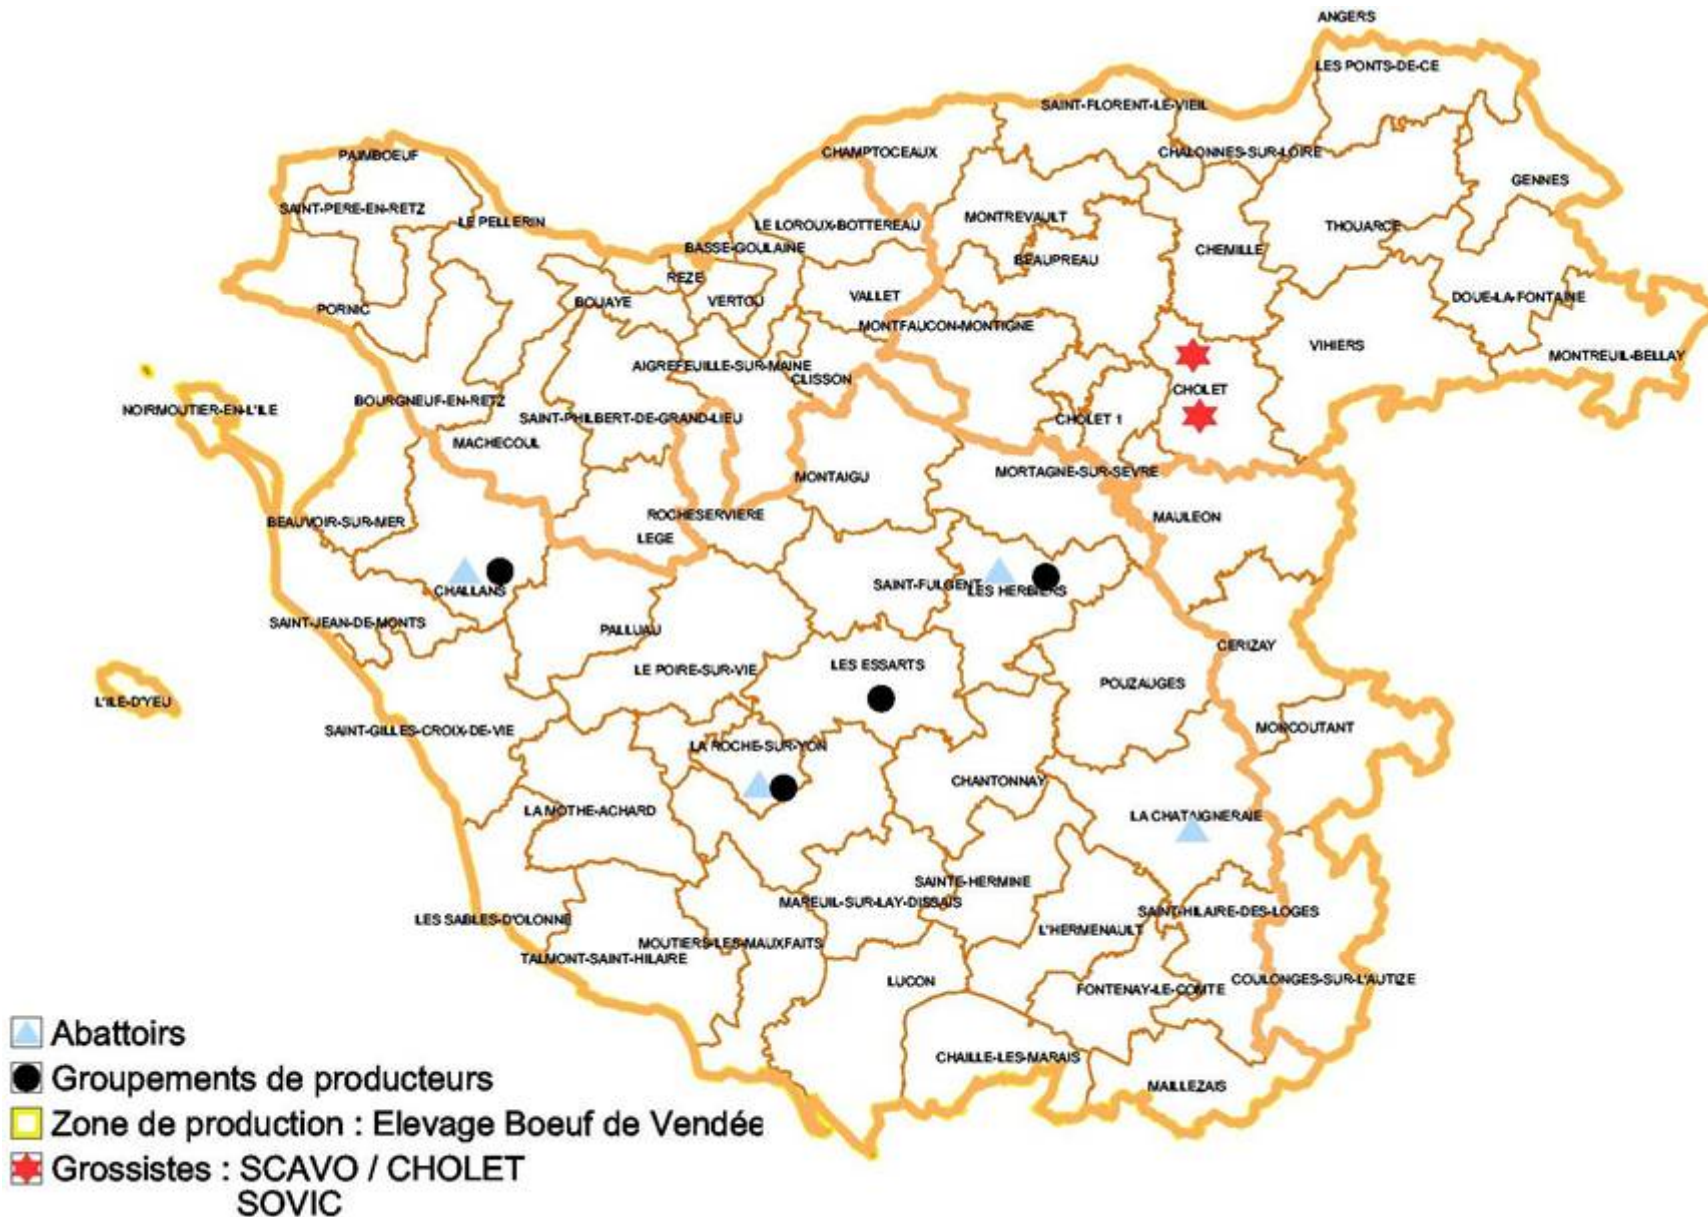 ANGERS
LES PONTS-DE-CE
SAINT-FLORENT-LE-VIEIL
CHAMPTOCEAUX
CHALONNES-SUR-LOIRE
PAIMBOEUF
GENNES
SAINT-PERE-EN-RETZ
LE PELLERIN
LE LOROUX-BOTTEREAU
MONTREVAULT
THOUARCE
BASSE-GOULAINE
CHEMILLE
BEAUPREAU
REZE
BOUAYE
VERTOU
VALLET
DOUE-LA-FONTAINE
PORNIC
MONTFAUCON-MONTIGNE
VIHIERS
MONTREUIL-BELLAY
AIGREFEUILLE-SUR-MAINE
CLISSON
CHOLET
NOIRMOUTIER-EN-L'ILE
BOURGNEUF-EN-RETZ
SAINT-PHILBERT-DE-GRAND-LIEU
CHOLET 1
MACHECOUL
MONTAIGU
MORTAGNE-SUR-SEVRE
BEAUVOIR-SUR-MER
ROCHESERVIERE
MAULEON
LEGE
CHALLANS
SAINT-FULGENT
LES HERBIERS
SAINT-JEAN-DE-MONTS
PALLUAU
CERIZAY
LE POIRE-SUR-VIE
LES ESSARTS
POUZAUGES
L'ILE-D'YEU
SAINT-GILLES-CROIX-DE-VIE
MONCOUTANT
LA ROCHE-SUR-YON
CHANTONNAY
LA MOTHE-ACHARD
LA CHATAIGNERAIE
SAINTE-HERMINE
MAREUIL-SUR-LAY-DISSAIS
SAINT-HILAIRE-DES-LOGES
LES SABLES-D'OLONNE
L'HERMENAULT
MOUTIERS-LES-MAUXFAITS
TALMONT-SAINT-HILAIRE
LUCON
COULONGES-SUR-L'AUTIZE
FONTENAY-LE-COMTE
CHAILLE-LES-MARAIS
MAILLEZAIS
Abattoirs
Groupements de producteurs
Zone de production : Elevage Boeuf de Vendée
Grossistes : SCAVO / CHOLET
SOVIC